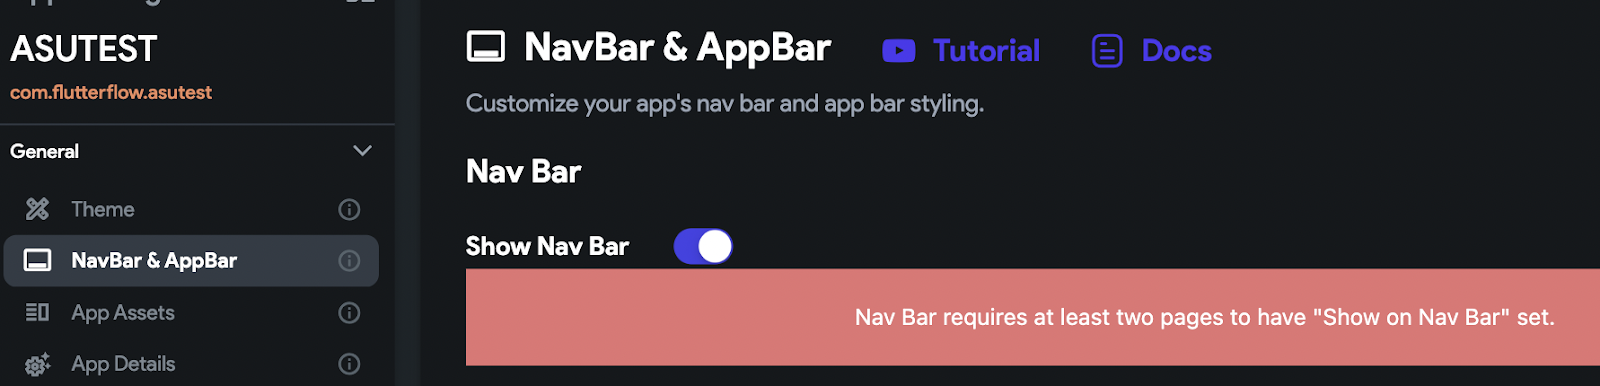 ASUTEST
com.flutterflow.asutest
General
Theme
NavBar & AppBar
App Assets
App Details
NavBar & AppBar
Tutorial
Docs
Customize your app's nav bar and app bar styling.
Nav Bar
Show Nav Bar
Nav Bar requires at least two pages to have "Show on Nav Bar" set.